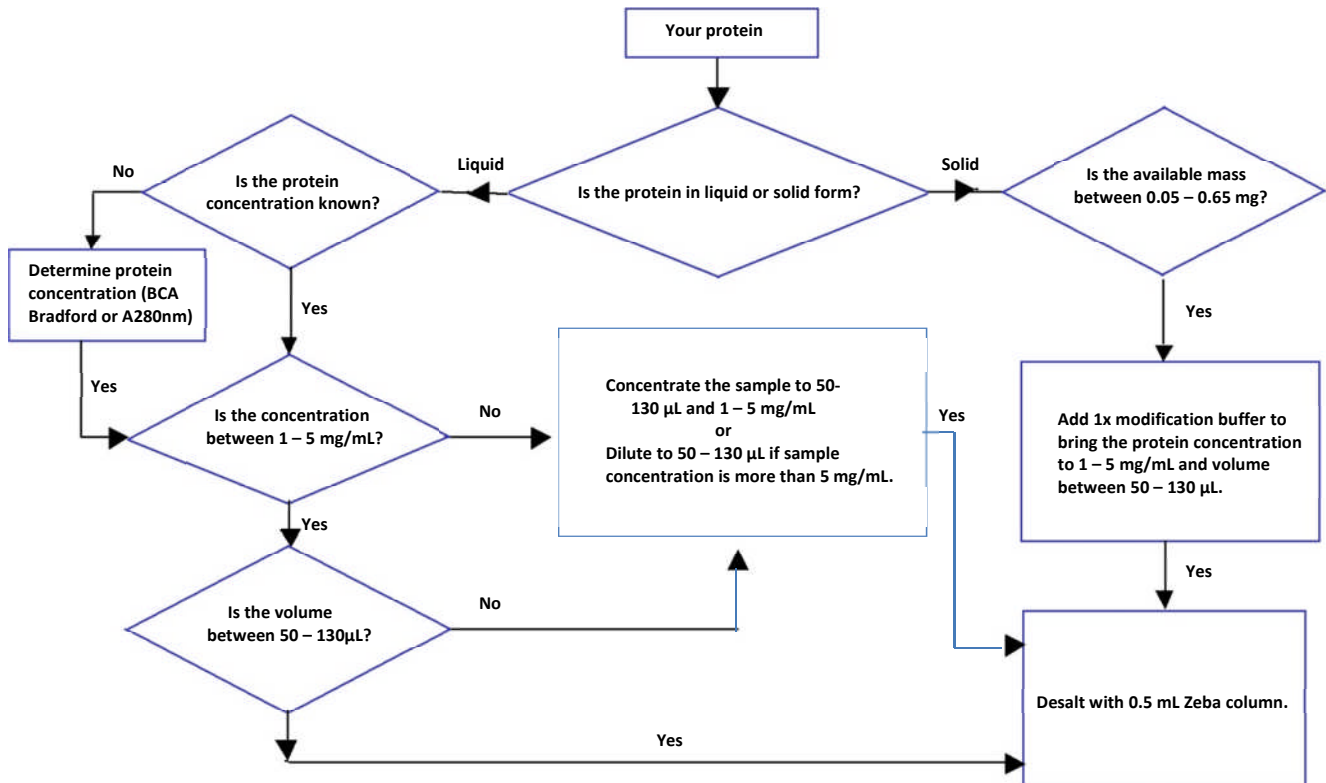 Your protein
No
Liquid
Solid
Is the protein
concentration known?
Is the protein in liquid or solid form?
Is the available mass
between 0.05 – 0.65 mg?
Determine protein
concentration (BCA
Bradford or A280nm)
Yes
Yes
Yes
Is the concentration
between 1 – 5 mg/mL?
No
Concentrate the sample to 50-
130 µL and 1 – 5 mg/mL
or
Dilute to 50 – 130 µL if sample
concentration is more than 5 mg/mL.
Yes
Add 1x modification buffer to
bring the protein concentration
to 1 – 5 mg/mL and volume
between 50 – 130 µL.
Yes
Yes
Is the volume
between 50 – 130µL?
No
Desalt with 0.5 mL Zeba column.
Yes